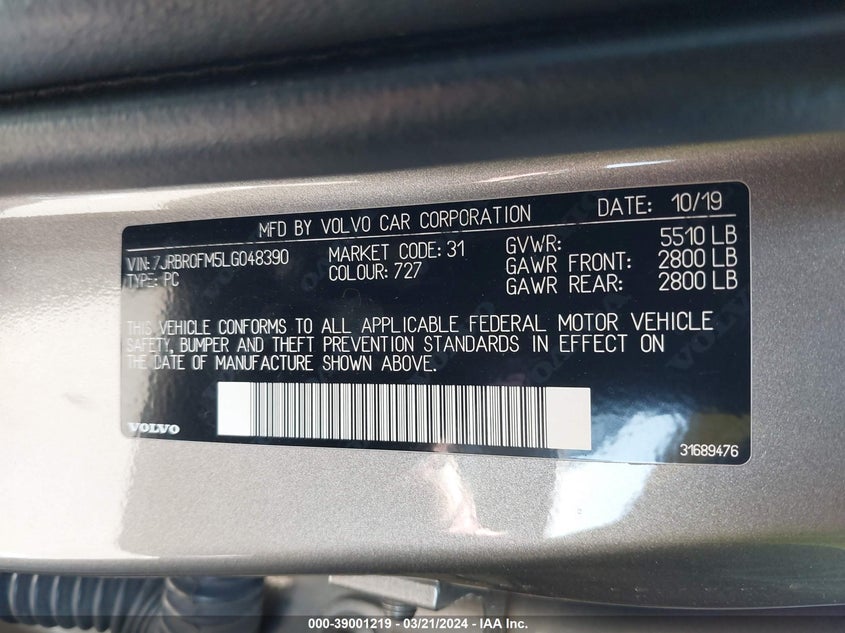 MFD BY VOLVO CAR CORPORATION DATE: 10/19
VIN:7JRBR0FM5LG048390 MARKET CODE: 31 GVWR: 5510 LB
TYPE: PC COLOUR: 727 GAWR FRONT: 2800 LB
GAWR REAR: 2800 LB
THIS VEHICLE CONFORMS TO ALL APPLICABLE FEDERAL MOTOR VEHICLE
SAFETY, BUMPER AND THEFT PREVENTION STANDARDS IN EFFECT ON
THE DATE OF MANUFACTURE SHOWN ABOVE.
VOLVO
31689476
000-39001219 - 03/21/2024 - IAA Inc.